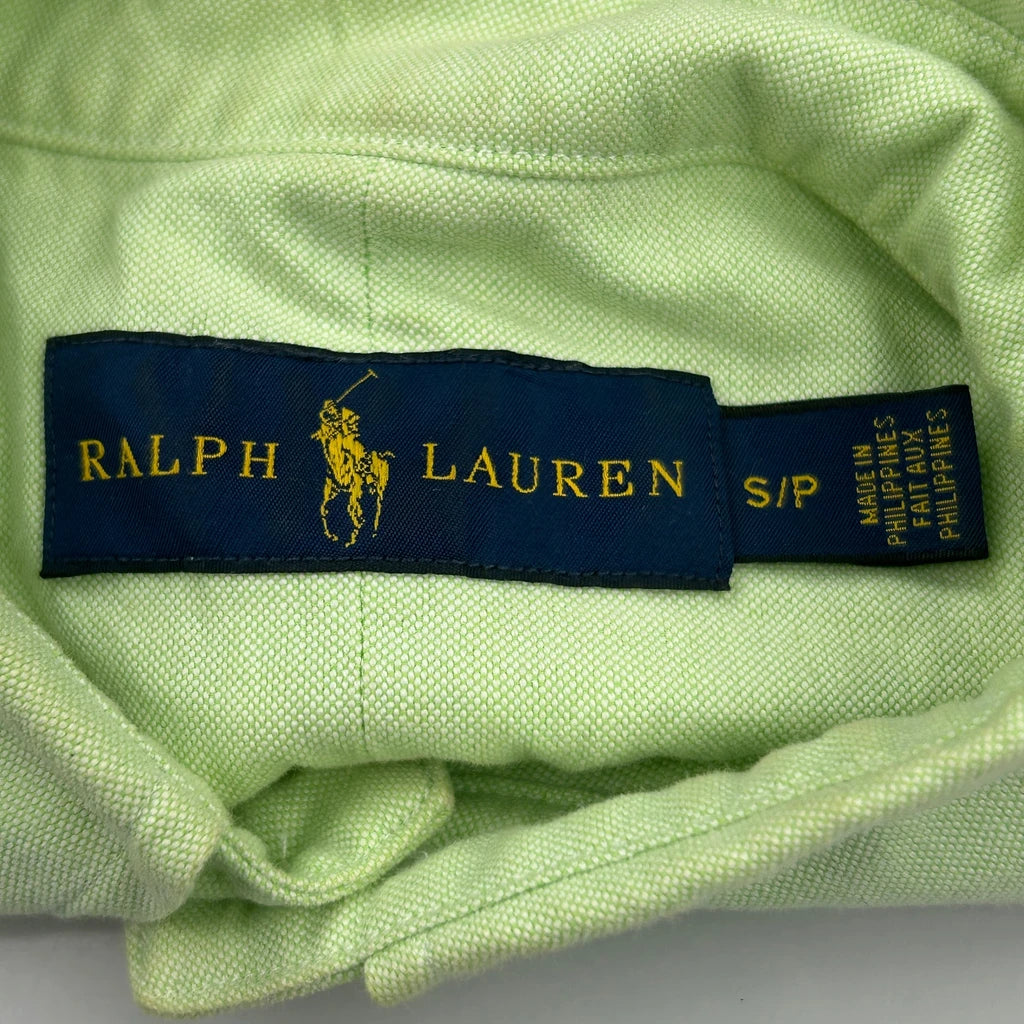 RALPH LAUREN
S/P
MADE IN
PHILIPPINES
FAIT AUX
PHILIPPINES